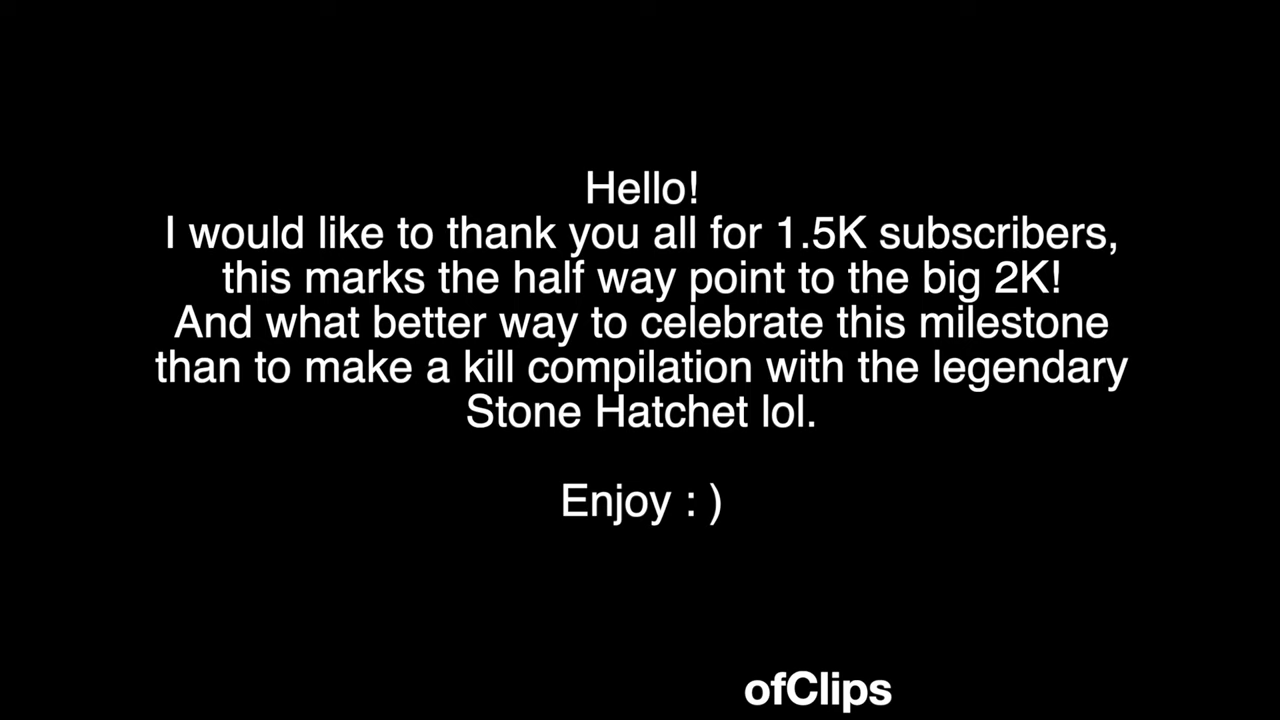 Hello!
I would like to thank you all for 1.5K subscribers,
this marks the half way point to the big 2K!
And what better way to celebrate this milestone
than to make a kill compilation with the legendary
Stone Hatchet lol.
Enjoy : )
ofClips